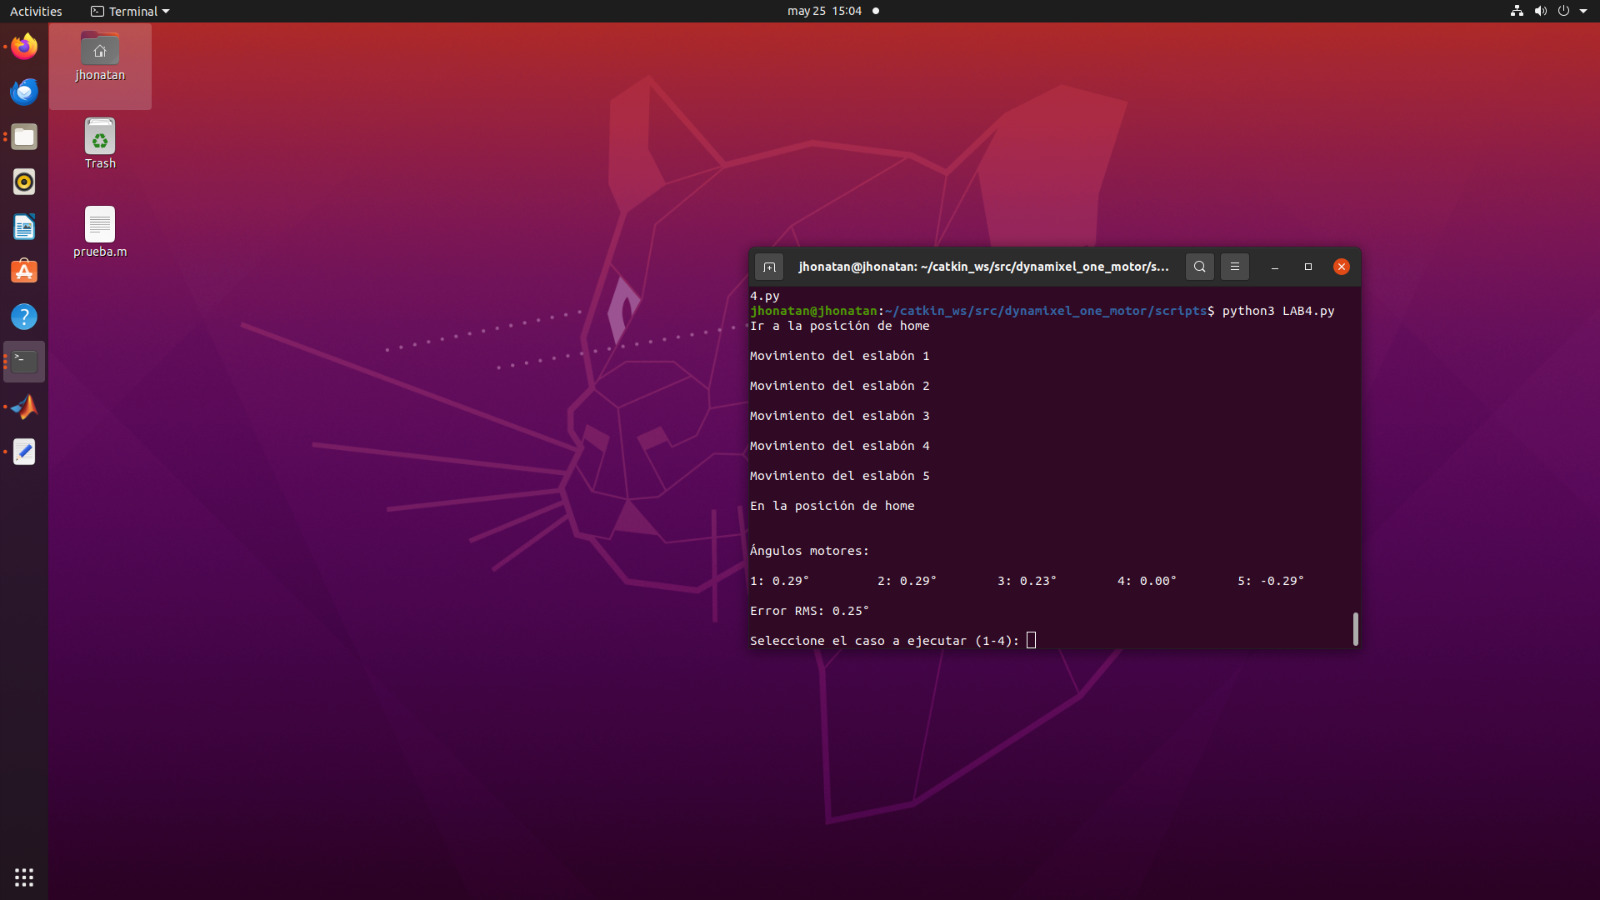 Activities
Terminal
may 25 15:04
jhonatan
Trash
prueba.m
jhonatan@jhonatan: ~/catkin_ws/src/dynamixel_one_motor/s...
4.py
jhonatan@jhonatan:~/catkin_ws/src/dynamixel_one_motor/scripts$ python3 LAB4.py
Ir a la posición de home
Movimiento del eslabón 1
Movimiento del eslabón 2
Movimiento del eslabón 3
Movimiento del eslabón 4
Movimiento del eslabón 5
En la posición de home
Ángulos motores:
1: 0.29° 2: 0.29° 3: 0.23° 4: 0.00° 5: -0.29°
Error RMS: 0.25°
Seleccione el caso a ejecutar (1-4):